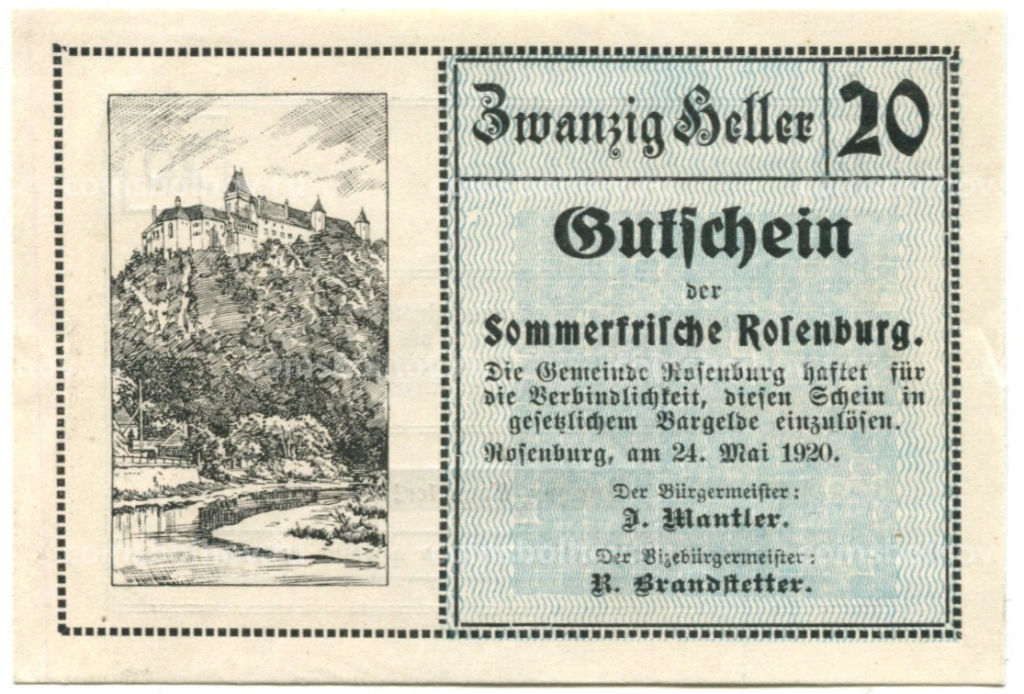 Zwanzig Heller 20
Gutschein
der
Sommerfrische Rosenburg.
Die Gemeinde Rosenburg haftet für
die Verbindlichkeit, diesen Schein in
gesetzlichem Bargelde einzulösen.
Rosenburg, am 24. Mai 1920.
Der Bürgermeister:
J. Mantler.
Der Vizebürgermeister:
R. Brandstetter.